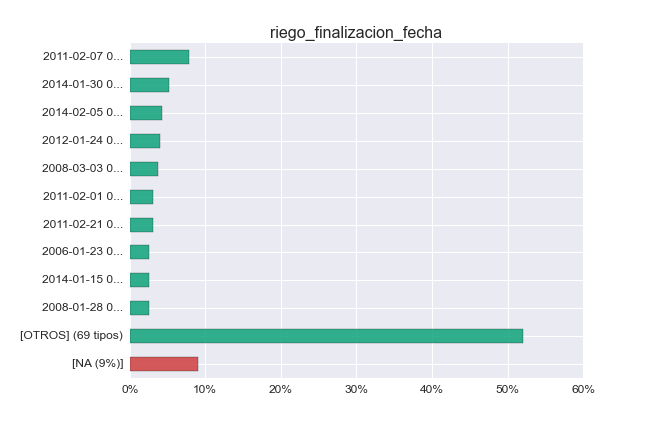 riego_finalizacion_fecha
2011-02-07 0...
2014-01-30 0...
2014-02-05 0...
2012-01-24 0...
2008-03-03 0...
2011-02-01 0...
2011-02-21 0...
2006-01-23 0...
2014-01-15 0...
2008-01-28 0...
[OTROS] (69 tipos)
[NA (9%)]
0% 10% 20% 30% 40% 50% 60%